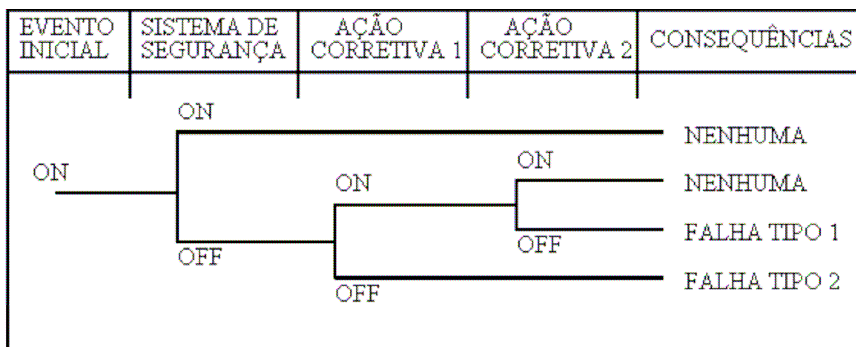 EVENTO INICIAL
SISTEMA DE SEGURANÇA
AÇÃO CORRETIVA 1
AÇÃO CORRETIVA 2
CONSEQUÊNCIAS
ON
NENHUMA
ON
ON
ON
NENHUMA
OFF
OFF
FALHA TIPO 1
OFF
FALHA TIPO 2